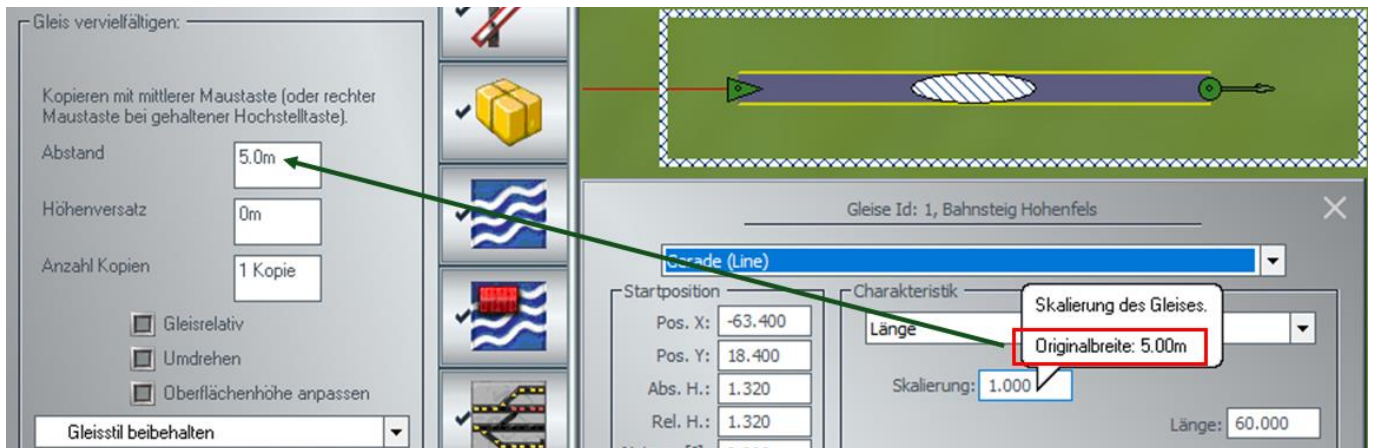 Gleis vervielfältigen:
Kopieren mit mittlerer Maustaste (oder rechter
Maustaste bei gehaltener Hochstelltaste).
Abstand 5.0m
Höhenversatz 0m
Anzahl Kopien 1 Kopie
Gleisrelativ
Umdrehen
Oberflächenhöhe anpassen
Gleisstil beibehalten
Gleise Id: 1, Bahnsteig Hohenfels
Gerade (Line)
Startposition
Pos. X: -63.400
Pos. Y: 18.400
Abs. H.: 1.320
Rel. H.: 1.320
Charakteristik
Länge
Skalierung des Gleises.
Originalbreite: 5.00m
Skalierung: 1.000
Länge: 60.000